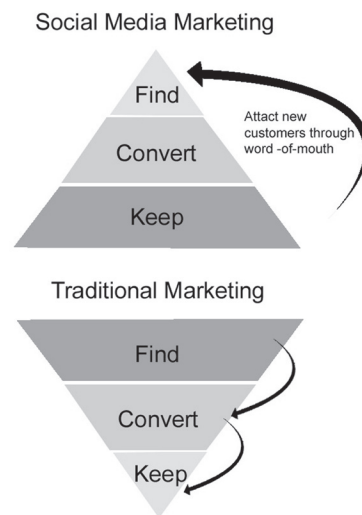 Social Media Marketing
Find
Attact new
customers through
word -of-mouth
Convert
Keep
Traditional Marketing
Find
Convert
Keep